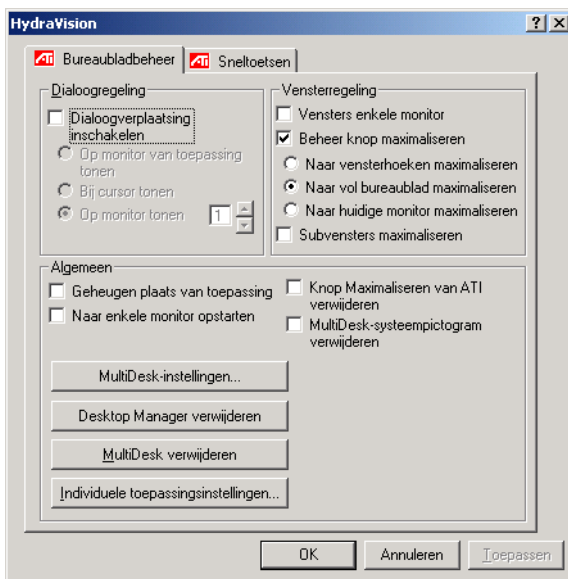 HydraVision
ATI Bureaubladbeheer
ATI Sneltoetsen
Dialoogregeling
Dialoogverplaatsing
inschakelen
Op monitor van toepassing
tonen
Bij cursor tonen
Op monitor tonen 1
Vensterregeling
Vensters enkele monitor
Beheer knop maximaliseren
Naar vensterhoeken maximaliseren
Naar vol bureaublad maximaliseren
Naar huidige monitor maximaliseren
Subvensters maximaliseren
Algemeen
Geheugen plaats van toepassing
Naar enkele monitor opstarten
Knop Maximaliseren van ATI
verwijderen
MultiDesk-systeempictogram
verwijderen
MultiDesk-instellingen...
Desktop Manager verwijderen
MultiDesk verwijderen
Individuele toepassingsinstellingen...
OK
Annuleren
Toepassen